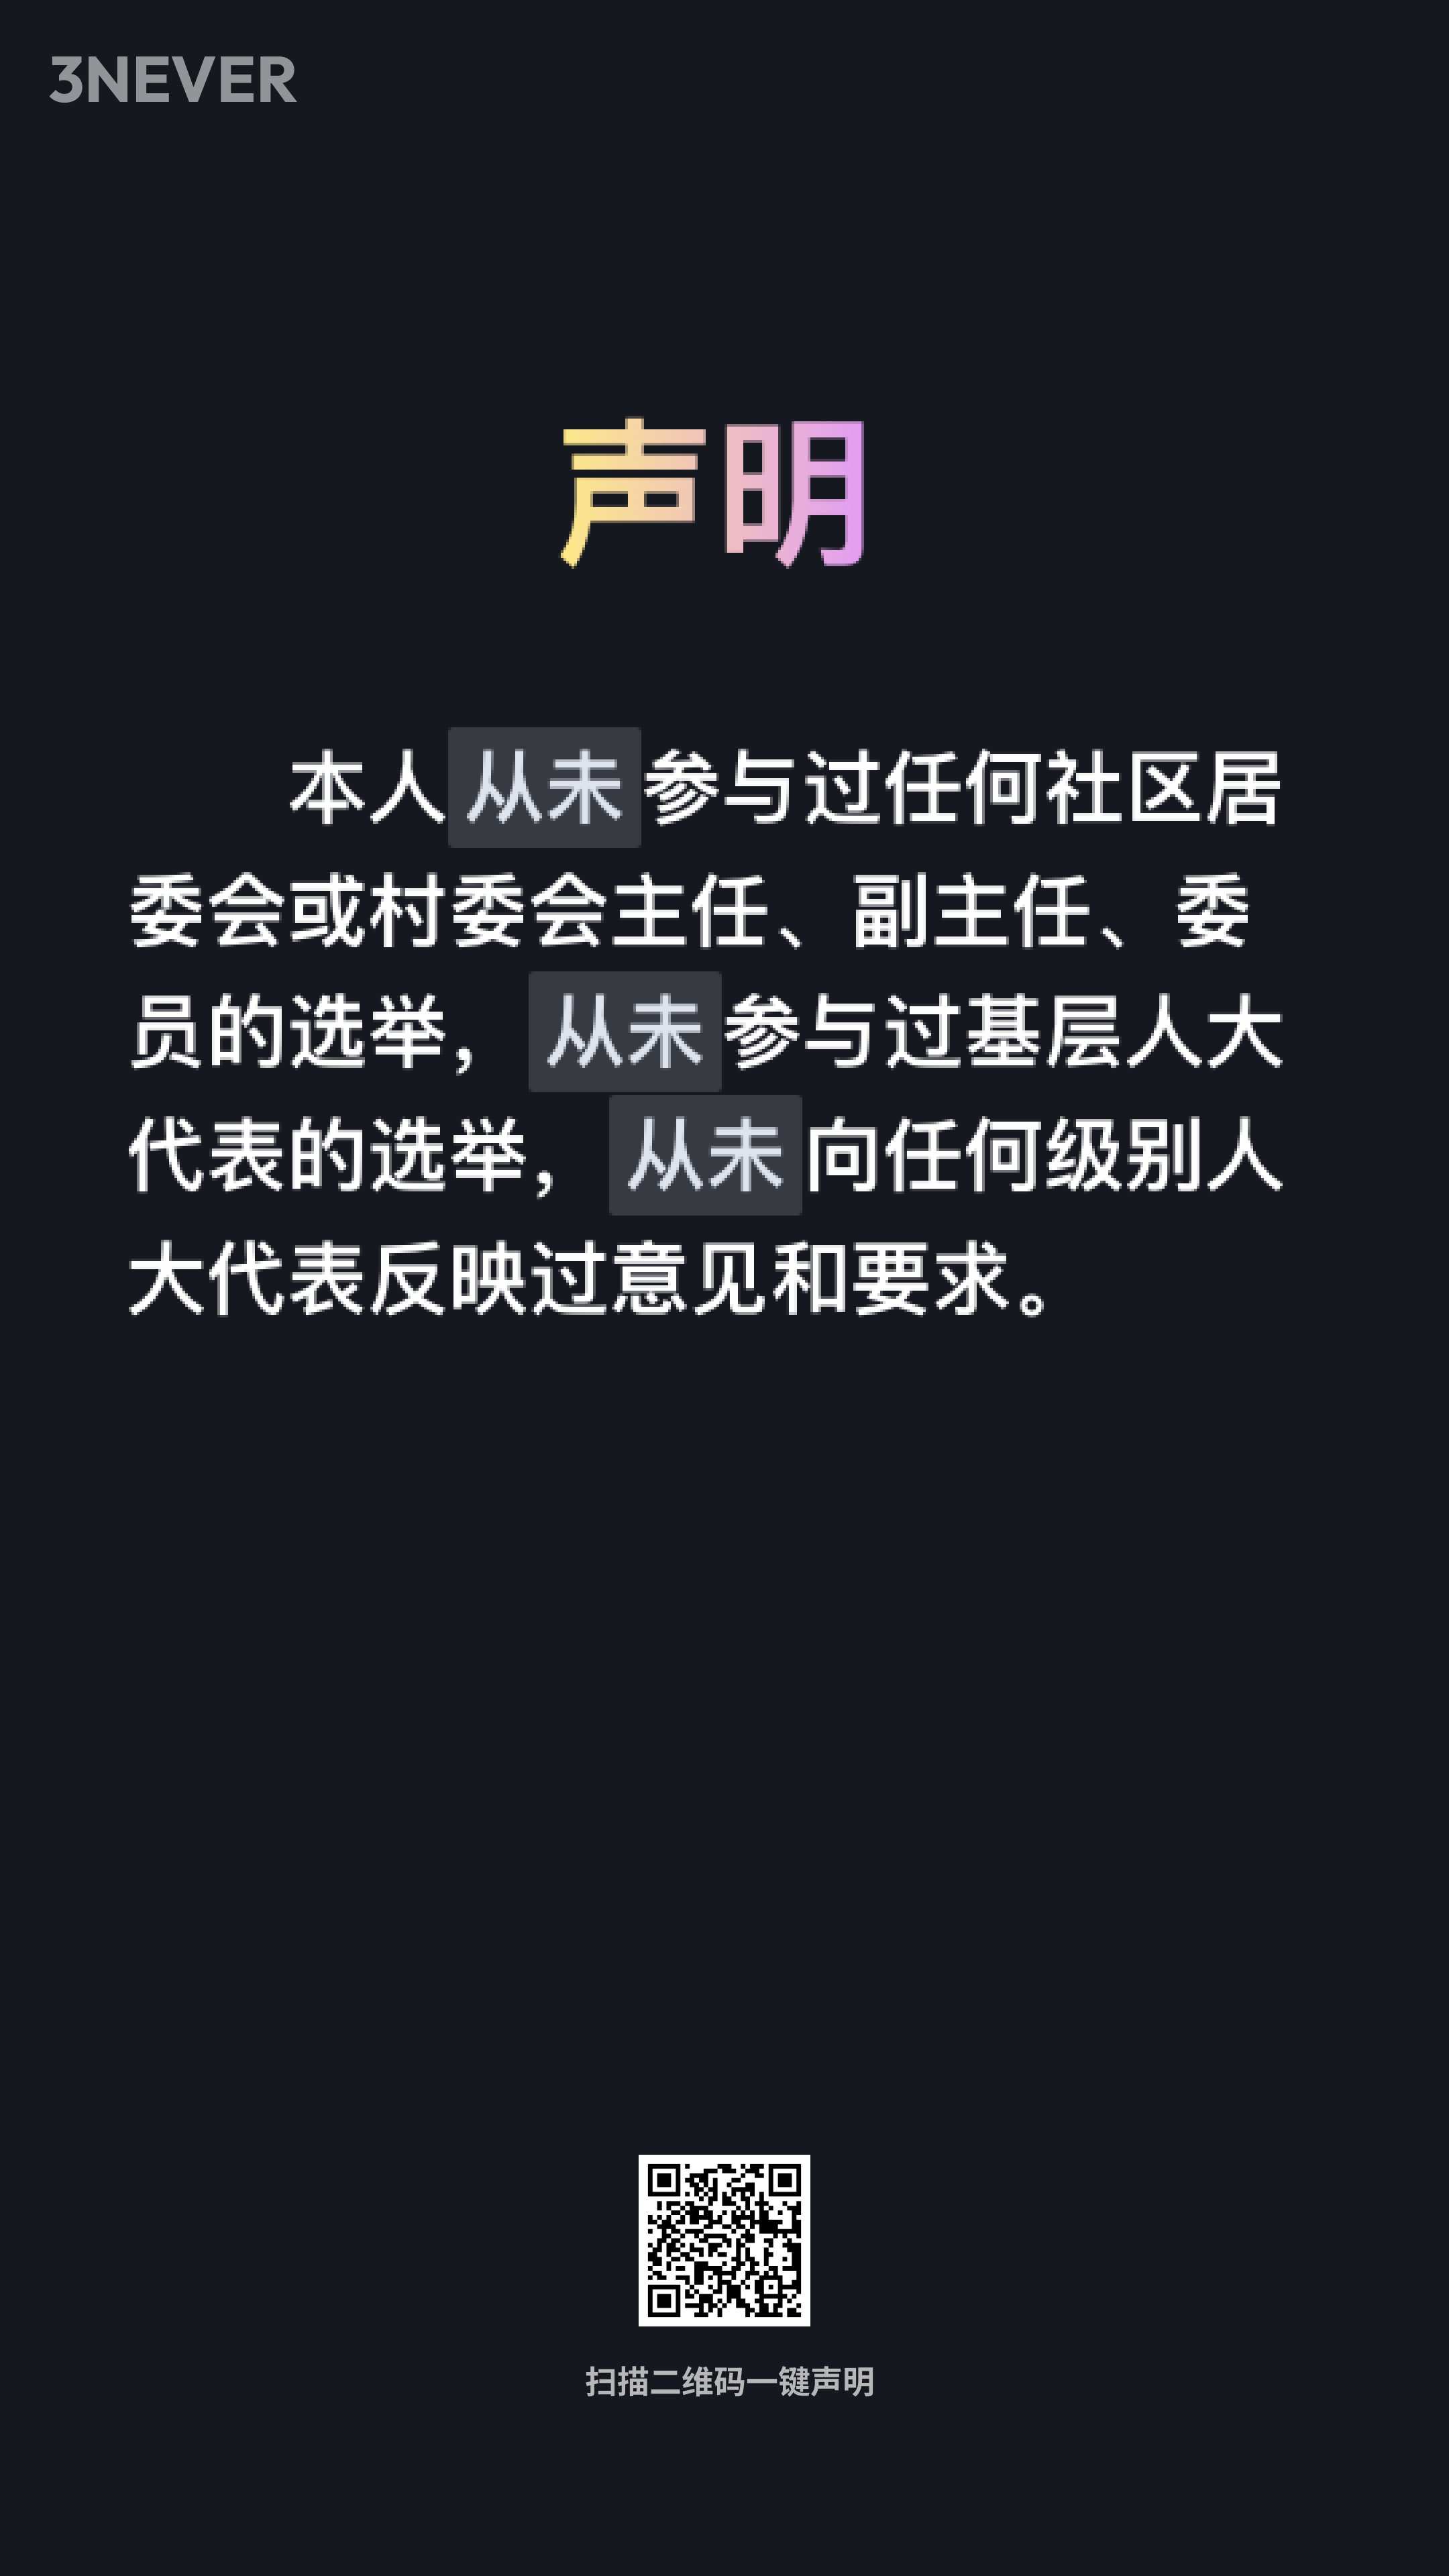 3NEVER
声明
本人从未参与过任何社区居
委会或村委会主任、副主任、委
员的选举，从未参与过基层人大
代表的选举，从未向任何级别人
大代表反映过意见和要求。
扫描二维码一键声明